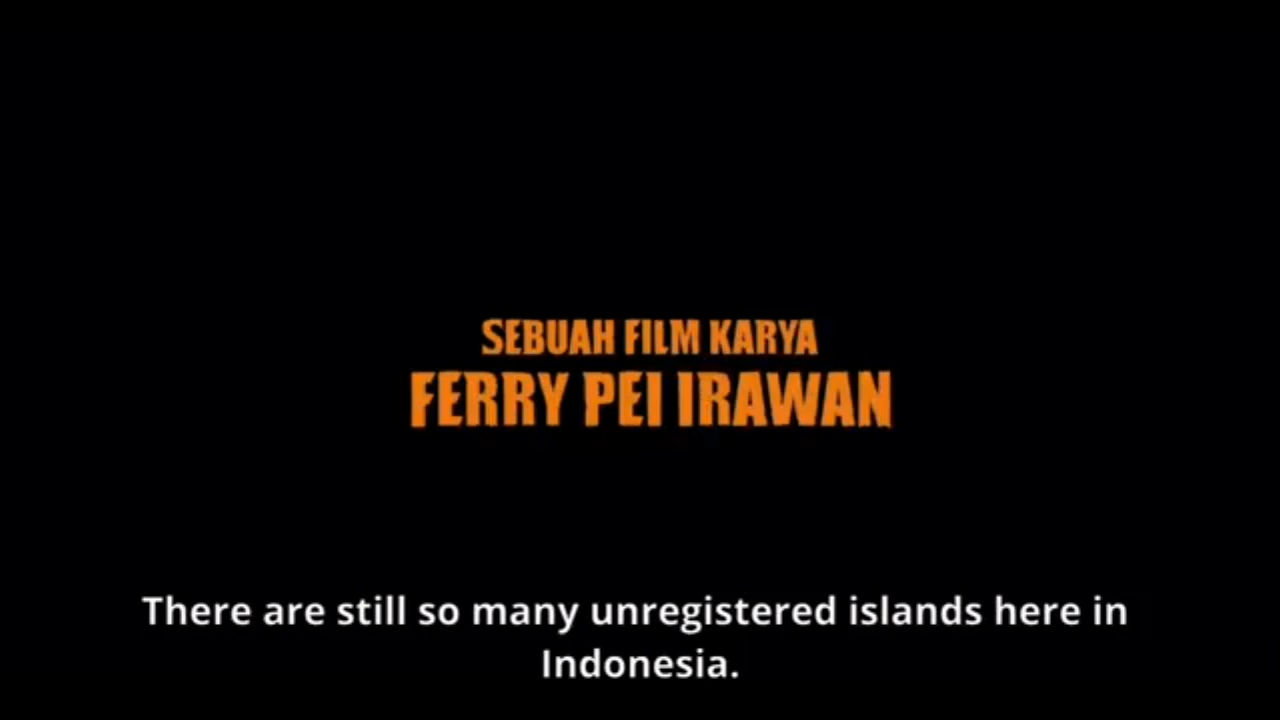 SEBUAH FILM KARYA
FERRY PEI IRAWAN
There are still so many unregistered islands here in
Indonesia.